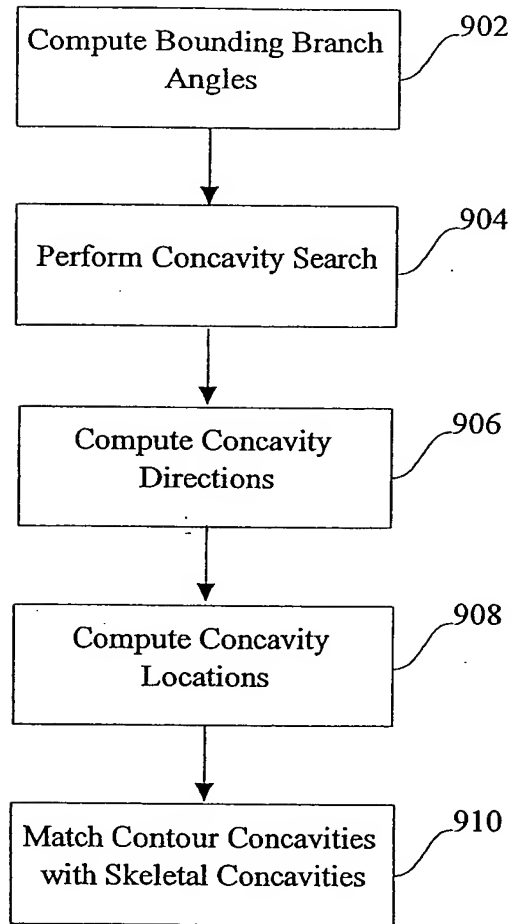 Compute Bounding Branch
Angles
902
Perform Concavity Search
904
Compute Concavity
Directions
906
Compute Concavity
Locations
908
Match Contour Concavities
with Skeletal Concavities
910